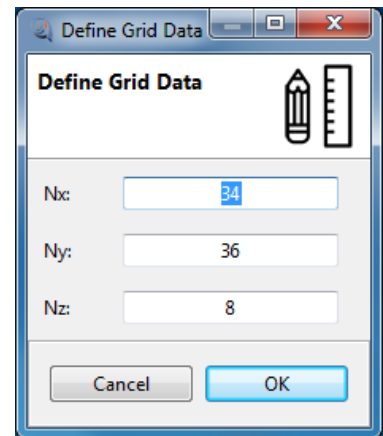 Define Grid Data
Define Grid Data
Nx: 34
Ny: 36
Nz: 8
Cancel OK